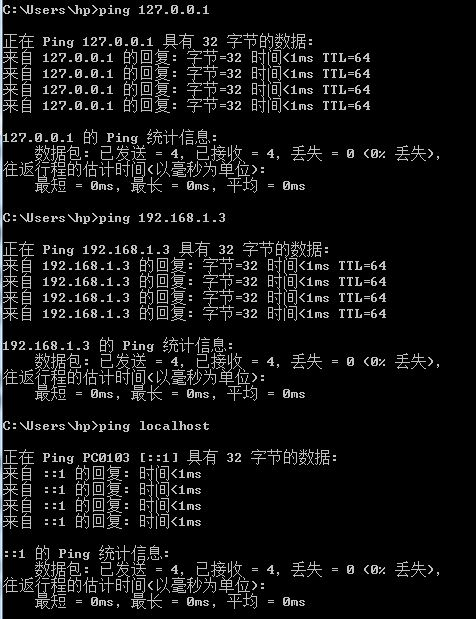 C:\Users\hp>ping 127.0.0.1
正在 Ping 127.0.0.1 具有 32 字节的数据:
来自 127.0.0.1 的回复: 字节=32 时间<1ms TTL=64
来自 127.0.0.1 的回复: 字节=32 时间<1ms TTL=64
来自 127.0.0.1 的回复: 字节=32 时间<1ms TTL=64
来自 127.0.0.1 的回复: 字节=32 时间<1ms TTL=64
127.0.0.1 的 Ping 统计信息:
数据包: 已发送 = 4, 已接收 = 4, 丢失 = 0 (0% 丢失),
往返行程的估计时间(以毫秒为单位):
最短 = 0ms, 最长 = 0ms, 平均 = 0ms
C:\Users\hp>ping 192.168.1.3
正在 Ping 192.168.1.3 具有 32 字节的数据:
来自 192.168.1.3 的回复: 字节=32 时间<1ms TTL=64
来自 192.168.1.3 的回复: 字节=32 时间<1ms TTL=64
来自 192.168.1.3 的回复: 字节=32 时间<1ms TTL=64
来自 192.168.1.3 的回复: 字节=32 时间<1ms TTL=64
192.168.1.3 的 Ping 统计信息:
数据包: 已发送 = 4, 已接收 = 4, 丢失 = 0 (0% 丢失),
往返行程的估计时间(以毫秒为单位):
最短 = 0ms, 最长 = 0ms, 平均 = 0ms
C:\Users\hp>ping localhost
正在 Ping PC0103 [::1] 具有 32 字节的数据:
来自 ::1 的回复: 时间<1ms
来自 ::1 的回复: 时间<1ms
来自 ::1 的回复: 时间<1ms
来自 ::1 的回复: 时间<1ms
::1 的 Ping 统计信息:
数据包: 已发送 = 4, 已接收 = 4, 丢失 = 0 (0% 丢失),
往返行程的估计时间(以毫秒为单位):
最短 = 0ms, 最长 = 0ms, 平均 = 0ms